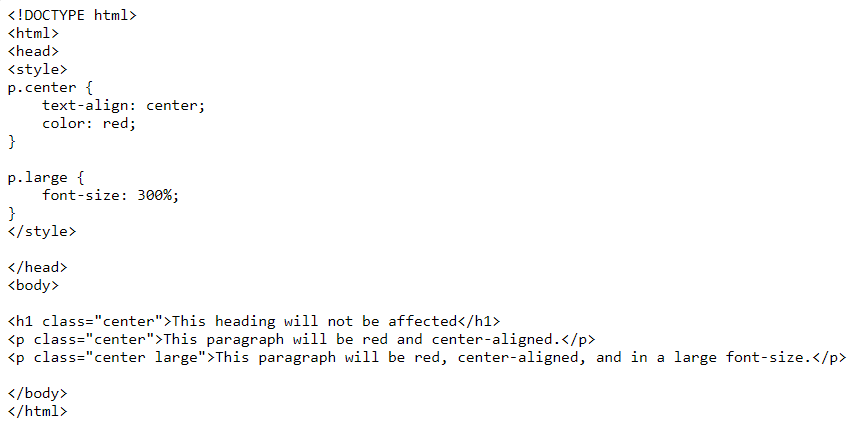 <!DOCTYPE html>
<html>
<head>
<style>
p.center {
    text-align: center;
    color: red;
}

p.large {
    font-size: 300%;
}
</style>

</head>
<body>

<h1 class="center">This heading will not be affected</h1>
<p class="center">This paragraph will be red and center-aligned.</p>
<p class="center large">This paragraph will be red, center-aligned, and in a large font-size.</p>

</body>
</html>